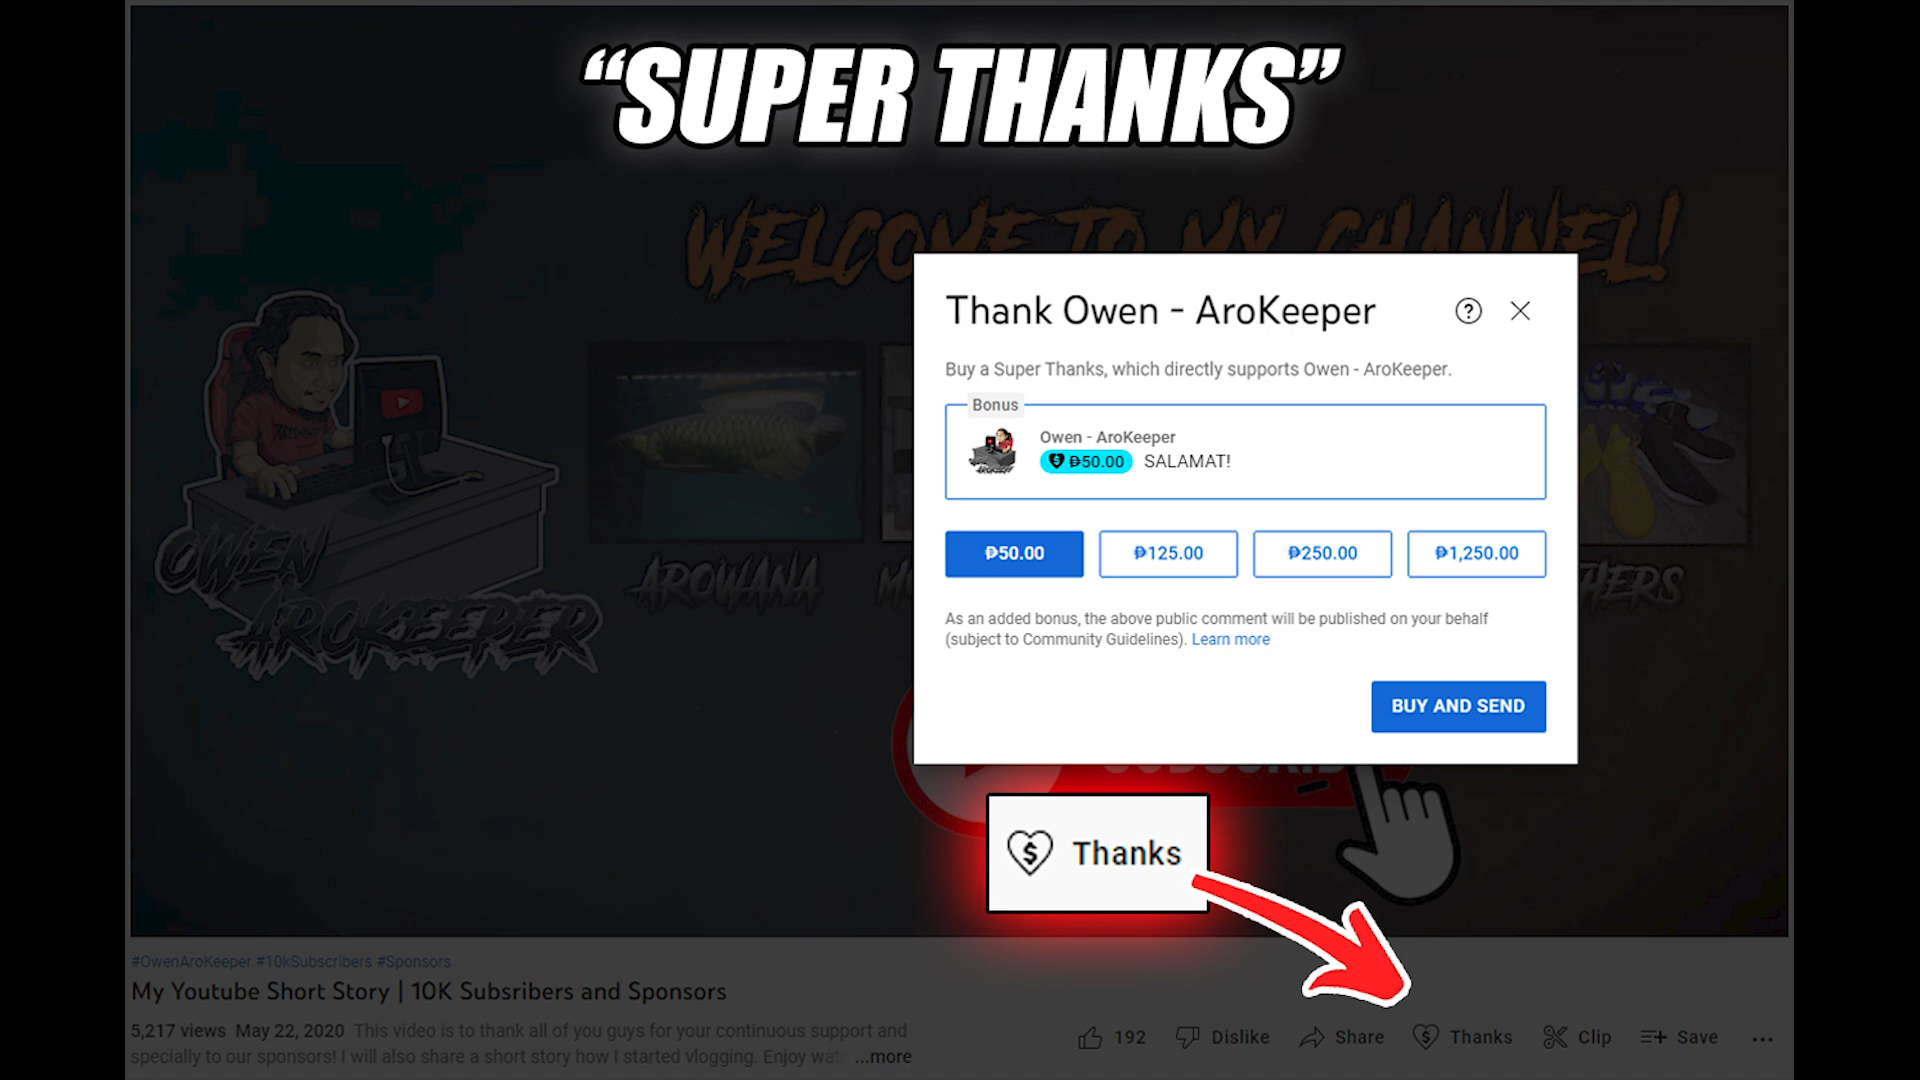 “SUPER THANKS”
WELCOME TO MY CHANNEL!
Thank Owen - AroKeeper
Buy a Super Thanks, which directly supports Owen - AroKeeper.
Bonus
Owen - AroKeeper
₱50.00 SALAMAT!
₱50.00 ₱125.00 ₱250.00 ₱1,250.00
As an added bonus, the above public comment will be published on your behalf
(subject to Community Guidelines). Learn more
BUY AND SEND
OWEN
AROKEEPER
AROWANA
Thanks
#OwenAroKeeper #10kSubscribers #Sponsors
My Youtube Short Story | 10K Subsribers and Sponsors
5,217 views May 22, 2020 This video is to thank all of you guys for your continuous support and
specially to our sponsors! I will also share a short story how I started vlogging. Enjoy ...more
192 Dislike Share Thanks Clip Save